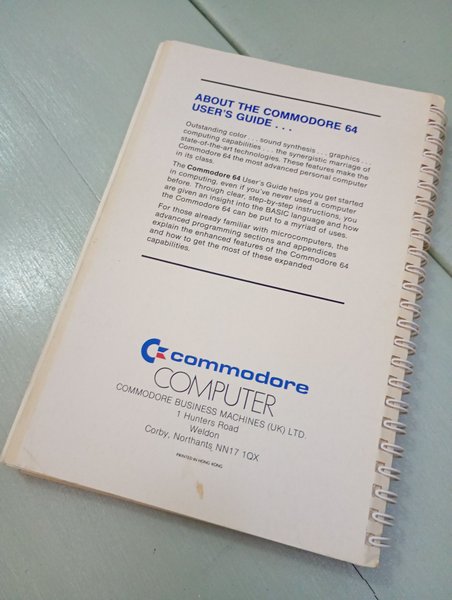 ABOUT THE COMMODORE 64
USER'S GUIDE . . .
Outstanding color . . . sound synthesis . . . graphics . . .
computing capabilities . . . the synergistic marriage of
state-of-the-art technologies. These features make the
Commodore 64 the most advanced personal computer
in its class.
The Commodore 64 User's Guide helps you get started
in computing, even if you've never used a computer
before. Through clear, step-by-step instructions, you
are given an insight into the BASIC language and how
the Commodore 64 can be put to a myriad of uses.
For those already familiar with microcomputers, the
advanced programming sections and appendices
explain the enhanced features of the Commodore 64
and how to get the most of these expanded
capabilities.
commodore
COMPUTER
COMMODORE BUSINESS MACHINES (UK) LTD.
1 Hunters Road
Weldon
Corby, Northants NN17 1QX
PRINTED IN HONG KONG